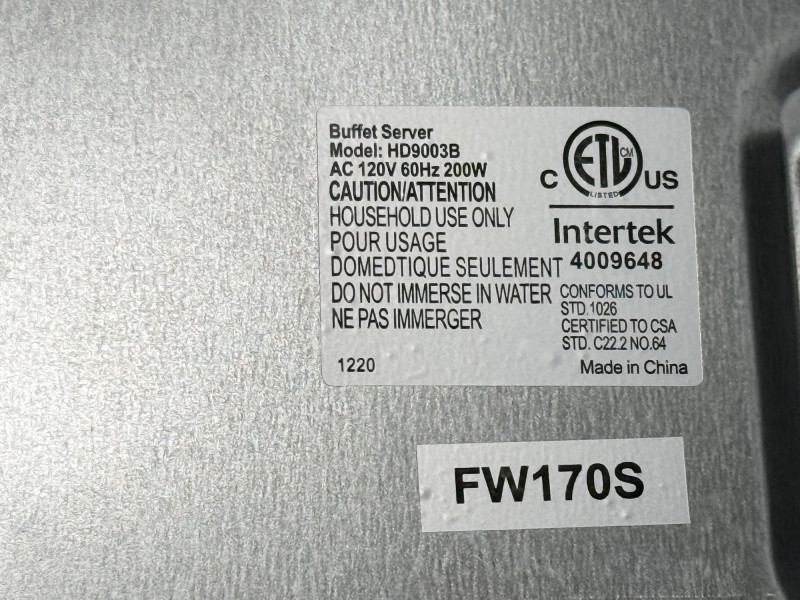 Buffet Server
Model: HD9003B
AC 120V 60Hz 200W
CAUTION/ATTENTION
HOUSEHOLD USE ONLY
POUR USAGE
DOMEDTIQUE SEULEMENT
DO NOT IMMERSE IN WATER
NE PAS IMMERGER
1220
ETL CM
C US
LISTED
Intertek
4009648
CONFORMS TO UL
STD.1026
CERTIFIED TO CSA
STD. C22.2 NO.64
Made in China
FW170S